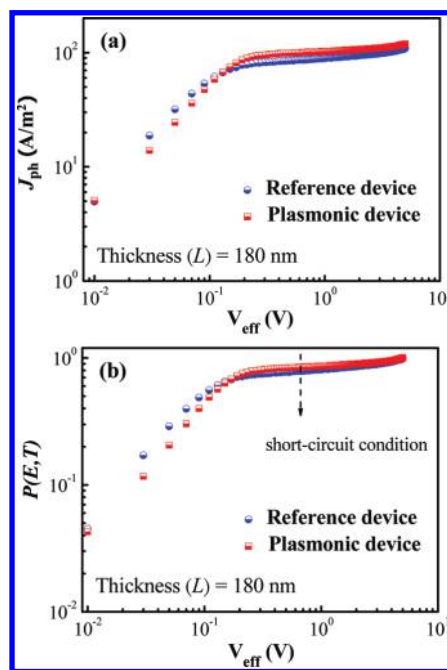 (a)
J_ph (A/m²)
10²
10¹
10⁰
Reference device
Plasmonic device
Thickness (L) = 180 nm
10⁻²
10⁻¹
10⁰
10
V_eff (V)
(b)
P(E,T)
10⁰
10⁻¹
10⁻²
short-circuit condition
Reference device
Plasmonic device
Thickness (L) = 180 nm
10⁻²
10⁻¹
10⁰
10
V_eff (V)